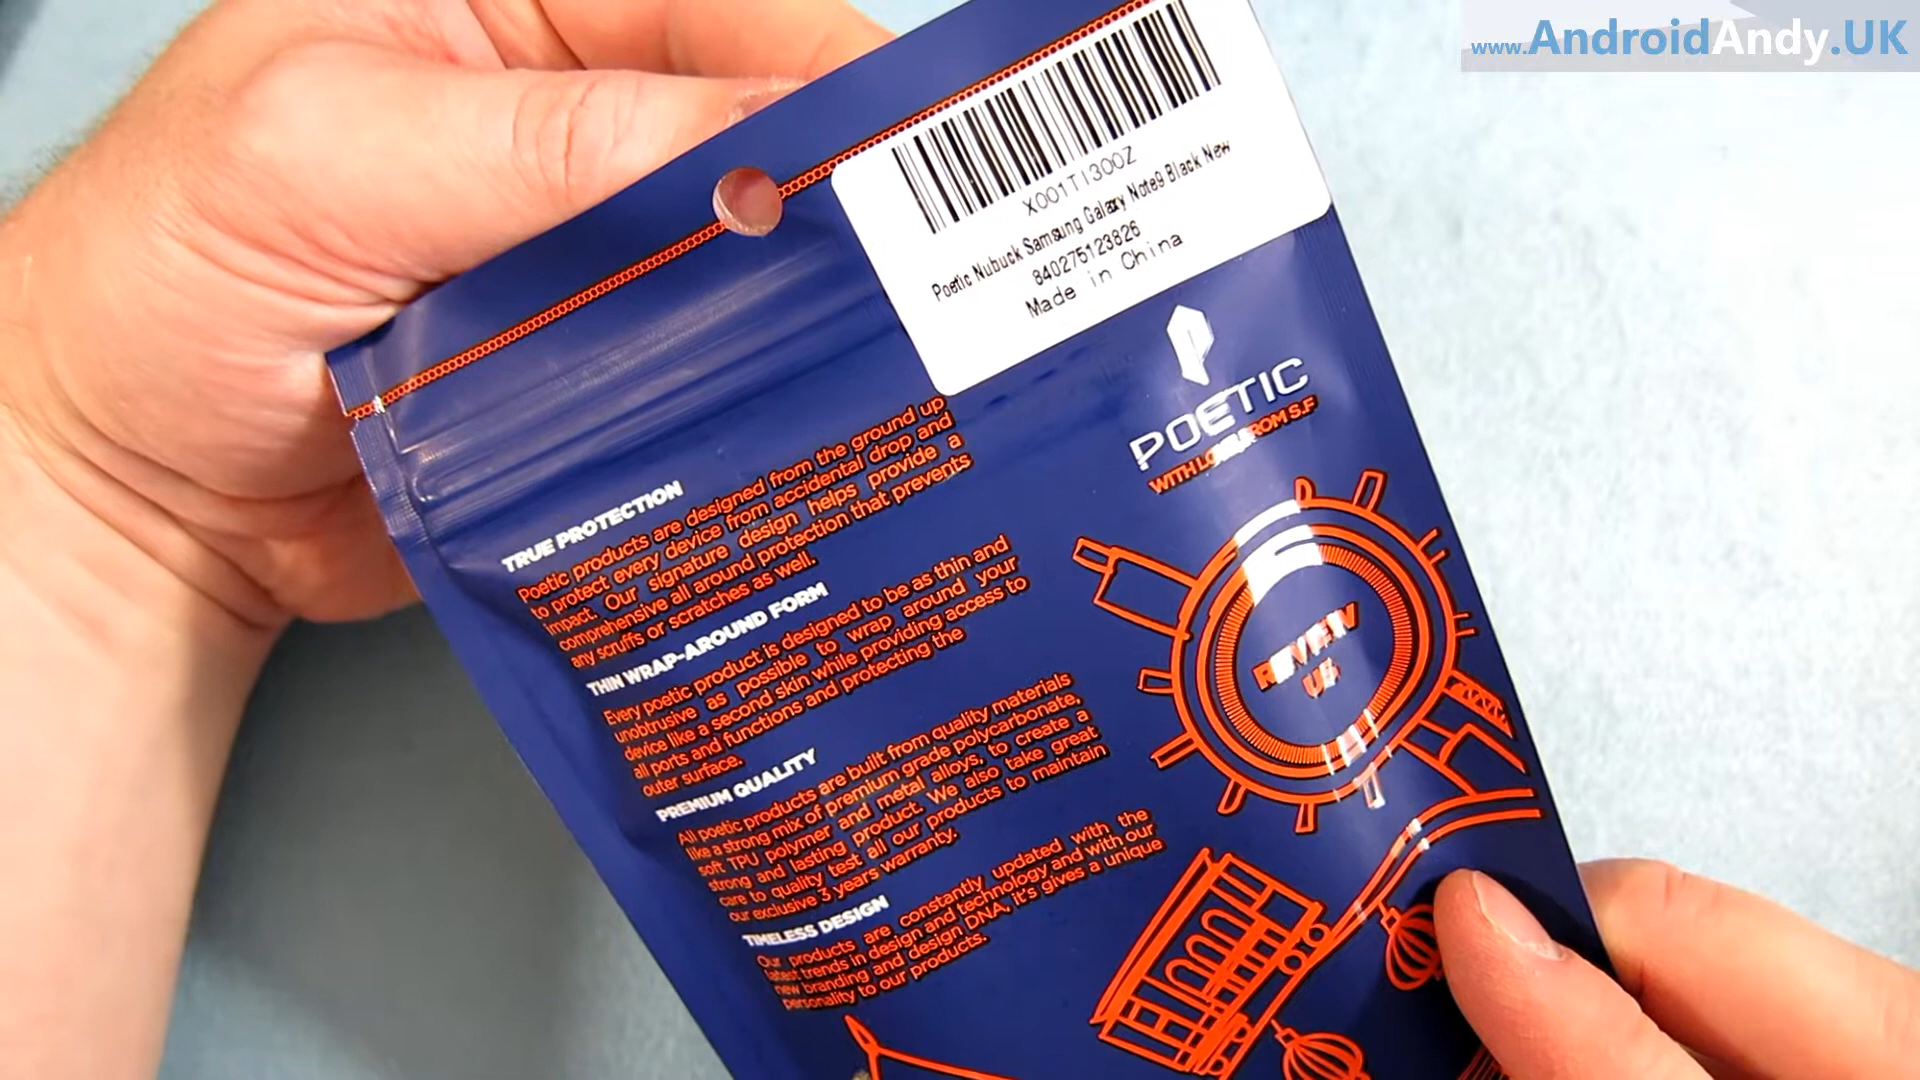 www.AndroidAndy.UK
X001TI300Z
Poetic Nubuck Samsung Galaxy Note9 Black New
840275123826
Made in China
POETIC
WITH LOVE FROM S.F
TRUE PROTECTION
Poetic products are designed from the ground up
to protect every device from accidental drop and
impact. Our signature design helps provide a
comprehensive all around protection that prevents
any scruffs or scratches as well.
THIN WRAP-AROUND FORM
Every poetic product is designed to be as thin and
unobtrusive as possible to wrap around your
device like a second skin while providing access to
all ports and functions and protecting the
outer surface.
PREMIUM QUALITY
All poetic products are built from quality materials
like a strong mix of premium grade polycarbonate,
soft TPU polymer and metal alloys, to create a
strong and lasting product. We also take great
care to quality test all our products to maintain
our exclusive 3 years warranty.
TIMELESS DESIGN
Our products are constantly updated with the
latest trends in design and technology and with our
new branding and design DNA, it's gives a unique
personality to our products.
REVIEW
US